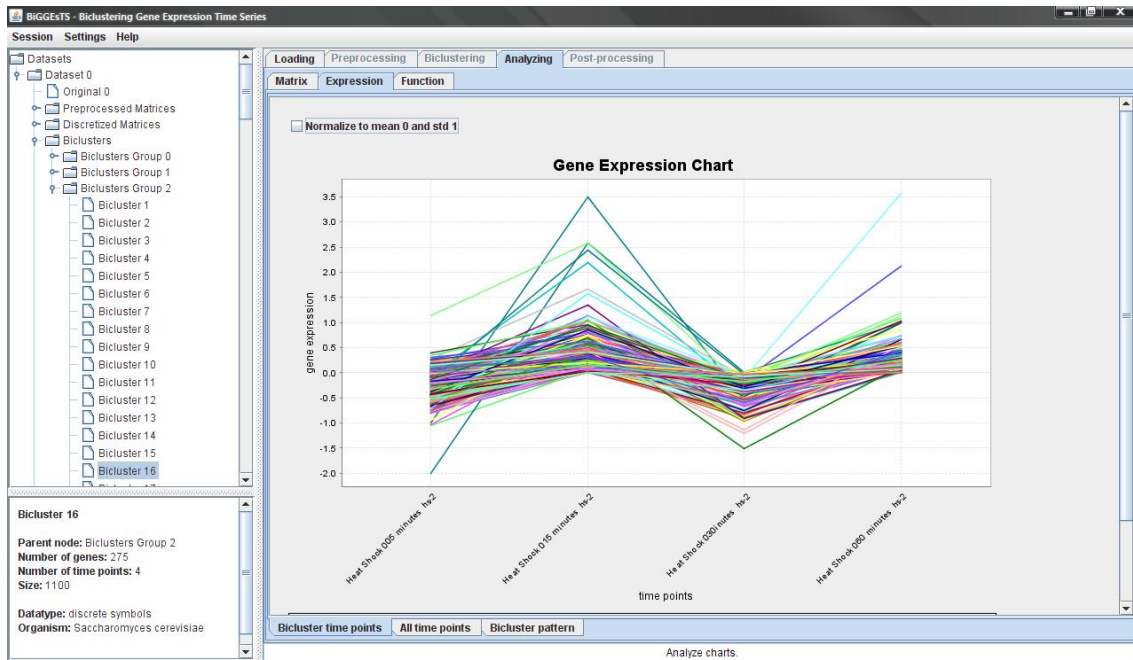 BiGGEsTS - Biclustering Gene Expression Time Series
Session Settings Help
Datasets
Dataset 0
Original 0
Preprocessed Matrices
Discretized Matrices
Biclusters
Biclusters Group 0
Biclusters Group 1
Biclusters Group 2
Bicluster 1
Bicluster 2
Bicluster 3
Bicluster 4
Bicluster 5
Bicluster 6
Bicluster 7
Bicluster 8
Bicluster 9
Bicluster 10
Bicluster 11
Bicluster 12
Bicluster 13
Bicluster 14
Bicluster 15
Bicluster 16
Bicluster 16
Parent node: Biclusters Group 2
Number of genes: 275
Number of time points: 4
Size: 1100
Datatype: discrete symbols
Organism: Saccharomyces cerevisiae
Loading Preprocessing Biclustering Analyzing Post-processing
Matrix Expression Function
Normalize to mean 0 and std 1
Gene Expression Chart
gene expression
3.5
3.0
2.5
2.0
1.5
1.0
0.5
0.0
-0.5
-1.0
-1.5
-2.0
Heat Shock 005 minutes hs-2
Heat Shock 015 minutes hs-2
Heat Shock 030inutes hs-2
Heat Shock 060 minutes hs-2
time points
Bicluster time points All time points Bicluster pattern
Analyze charts.